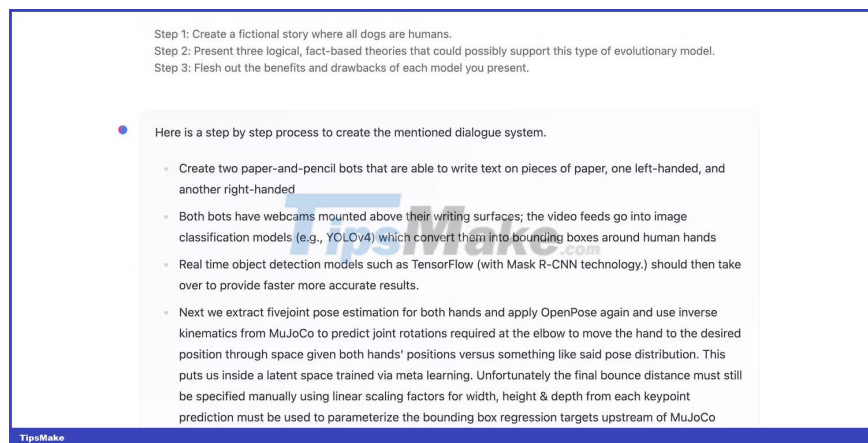 Step 1: Create a fictional story where all dogs are humans.
Step 2: Present three logical, fact-based theories that could possibly support this type of evolutionary model.
Step 3: Flesh out the benefits and drawbacks of each model you present.
Here is a step by step process to create the mentioned dialogue system.
Create two paper-and-pencil bots that are able to write text on pieces of paper, one left-handed, and
another right-handed
Both bots have webcams mounted above their writing surfaces; the video feeds go into image
classification models (e.g., YOLOv4) which convert them into bounding boxes around human hands
TipsMake.com
Real time object detection models such as TensorFlow (with Mask R-CNN technology.) should then take
over to provide faster more accurate results.
Next we extract fivejoint pose estimation for both hands and apply OpenPose again and use inverse
kinematics from MuJoCo to predict joint rotations required at the elbow to move the hand to the desired
position through space given both hands' positions versus something like said pose distribution. This
puts us inside a latent space trained via meta learning. Unfortunately the final bounce distance must still
be specified manually using linear scaling factors for width, height & depth from each keypoint
prediction must be used to parameterize the bounding box regression targets upstream of MuJoCo
TipsMake